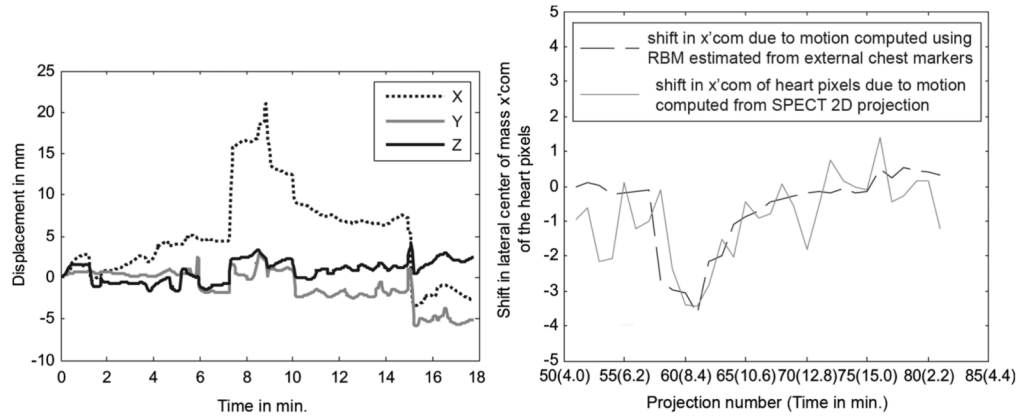 25
20
15
10
5
0
-5
-10
0
2
4
6
8
10
12
14
16
18
Displacement in mm
Time in min.
X
Y
Z
5
4
3
2
1
0
-1
-2
-3
-4
-5
50(4.0) 55(6.2) 60(8.4) 65(10.6) 70(12.8) 75(15.0) 80(2.2) 85(4.4)
Shift in lateral center of mass x'com
of the heart pixels
Projection number (Time in min.)
shift in x'com due to motion computed using
RBM estimated from external chest markers
shift in x'com of heart pixels due to motion
computed from SPECT 2D projection